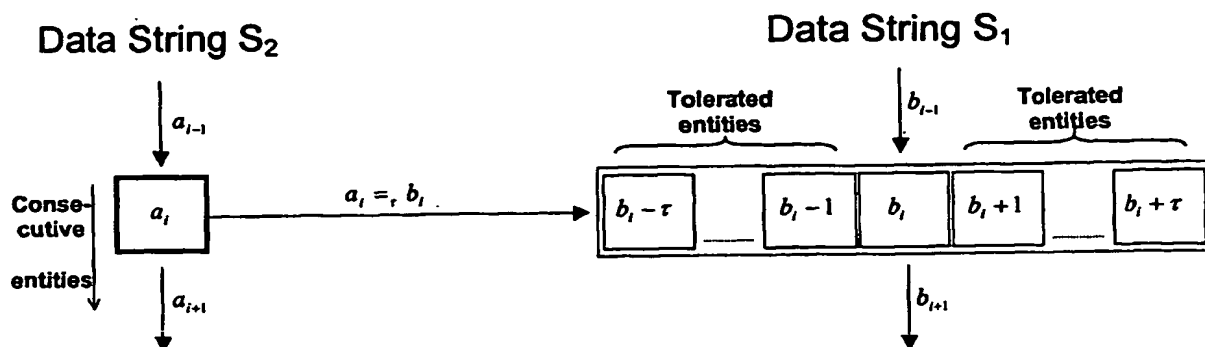 Data String S₂
Data String S₁
a_{i-1}
Tolerated
entities
b_{i-1}
Tolerated
entities
Conse-
cutive
entities
a_i
a_i =_τ b_i
b_i − τ
b_i − 1
b_i
b_i + 1
b_i + τ
a_{i+1}
b_{i+1}